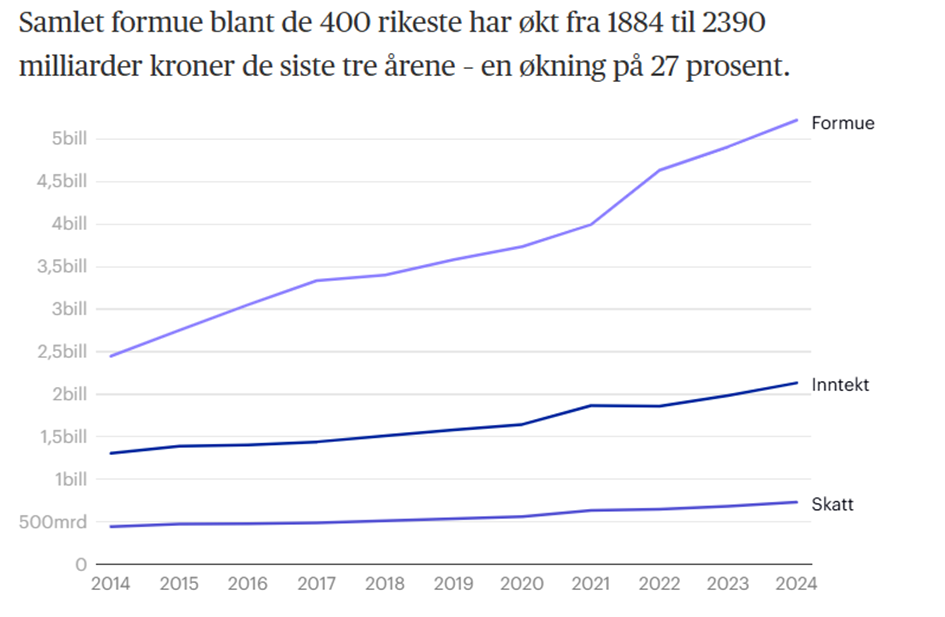 Samlet formue blant de 400 rikeste har økt fra 1884 til 2390
milliarder kroner de siste tre årene – en økning på 27 prosent.
Formue
5bill
4,5bill
4bill
3,5bill
3bill
2,5bill
2bill
Inntekt
1,5bill
1bill
Skatt
500mrd
0
2014 2015 2016 2017 2018 2019 2020 2021 2022 2023 2024